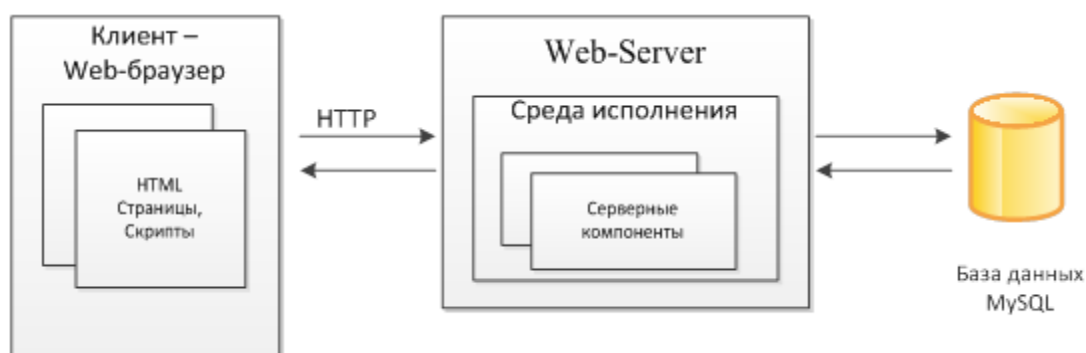 Клиент –
Web-браузер
HTML
Страницы,
Скрипты
HTTP
Web-Server
Среда исполнения
Серверные
компоненты
База данных
MySQL